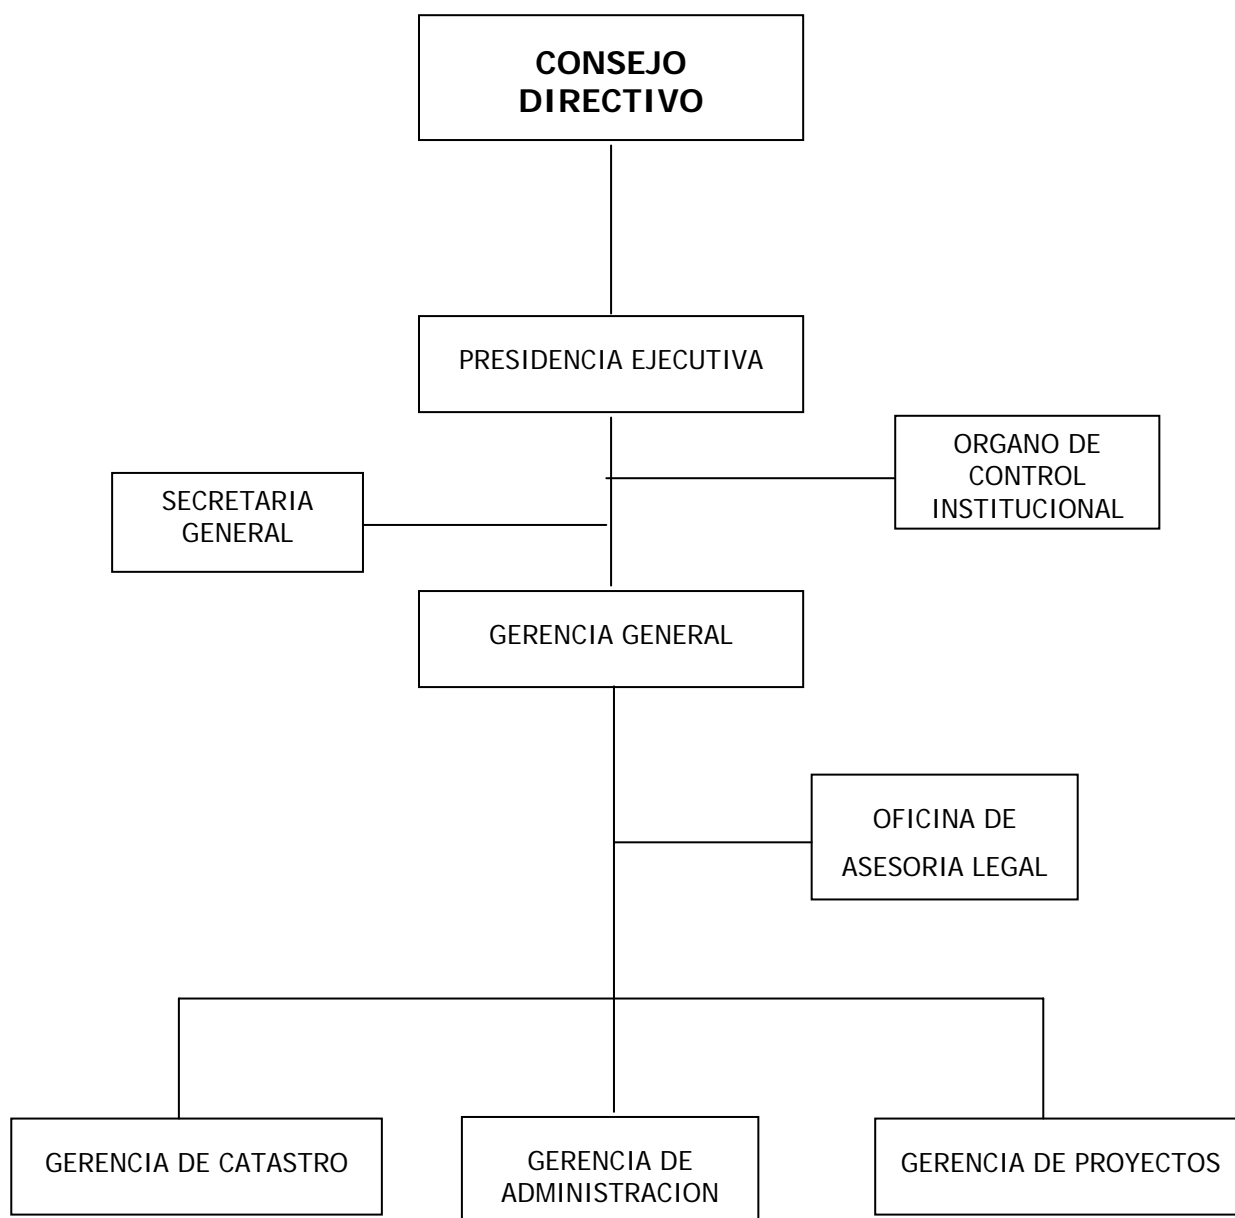 CONSEJO
DIRECTIVO
PRESIDENCIA EJECUTIVA
ORGANO DE
CONTROL
INSTITUCIONAL
SECRETARIA
GENERAL
GERENCIA GENERAL
OFICINA DE
ASESORIA LEGAL
GERENCIA DE CATASTRO
GERENCIA DE
ADMINISTRACION
GERENCIA DE PROYECTOS